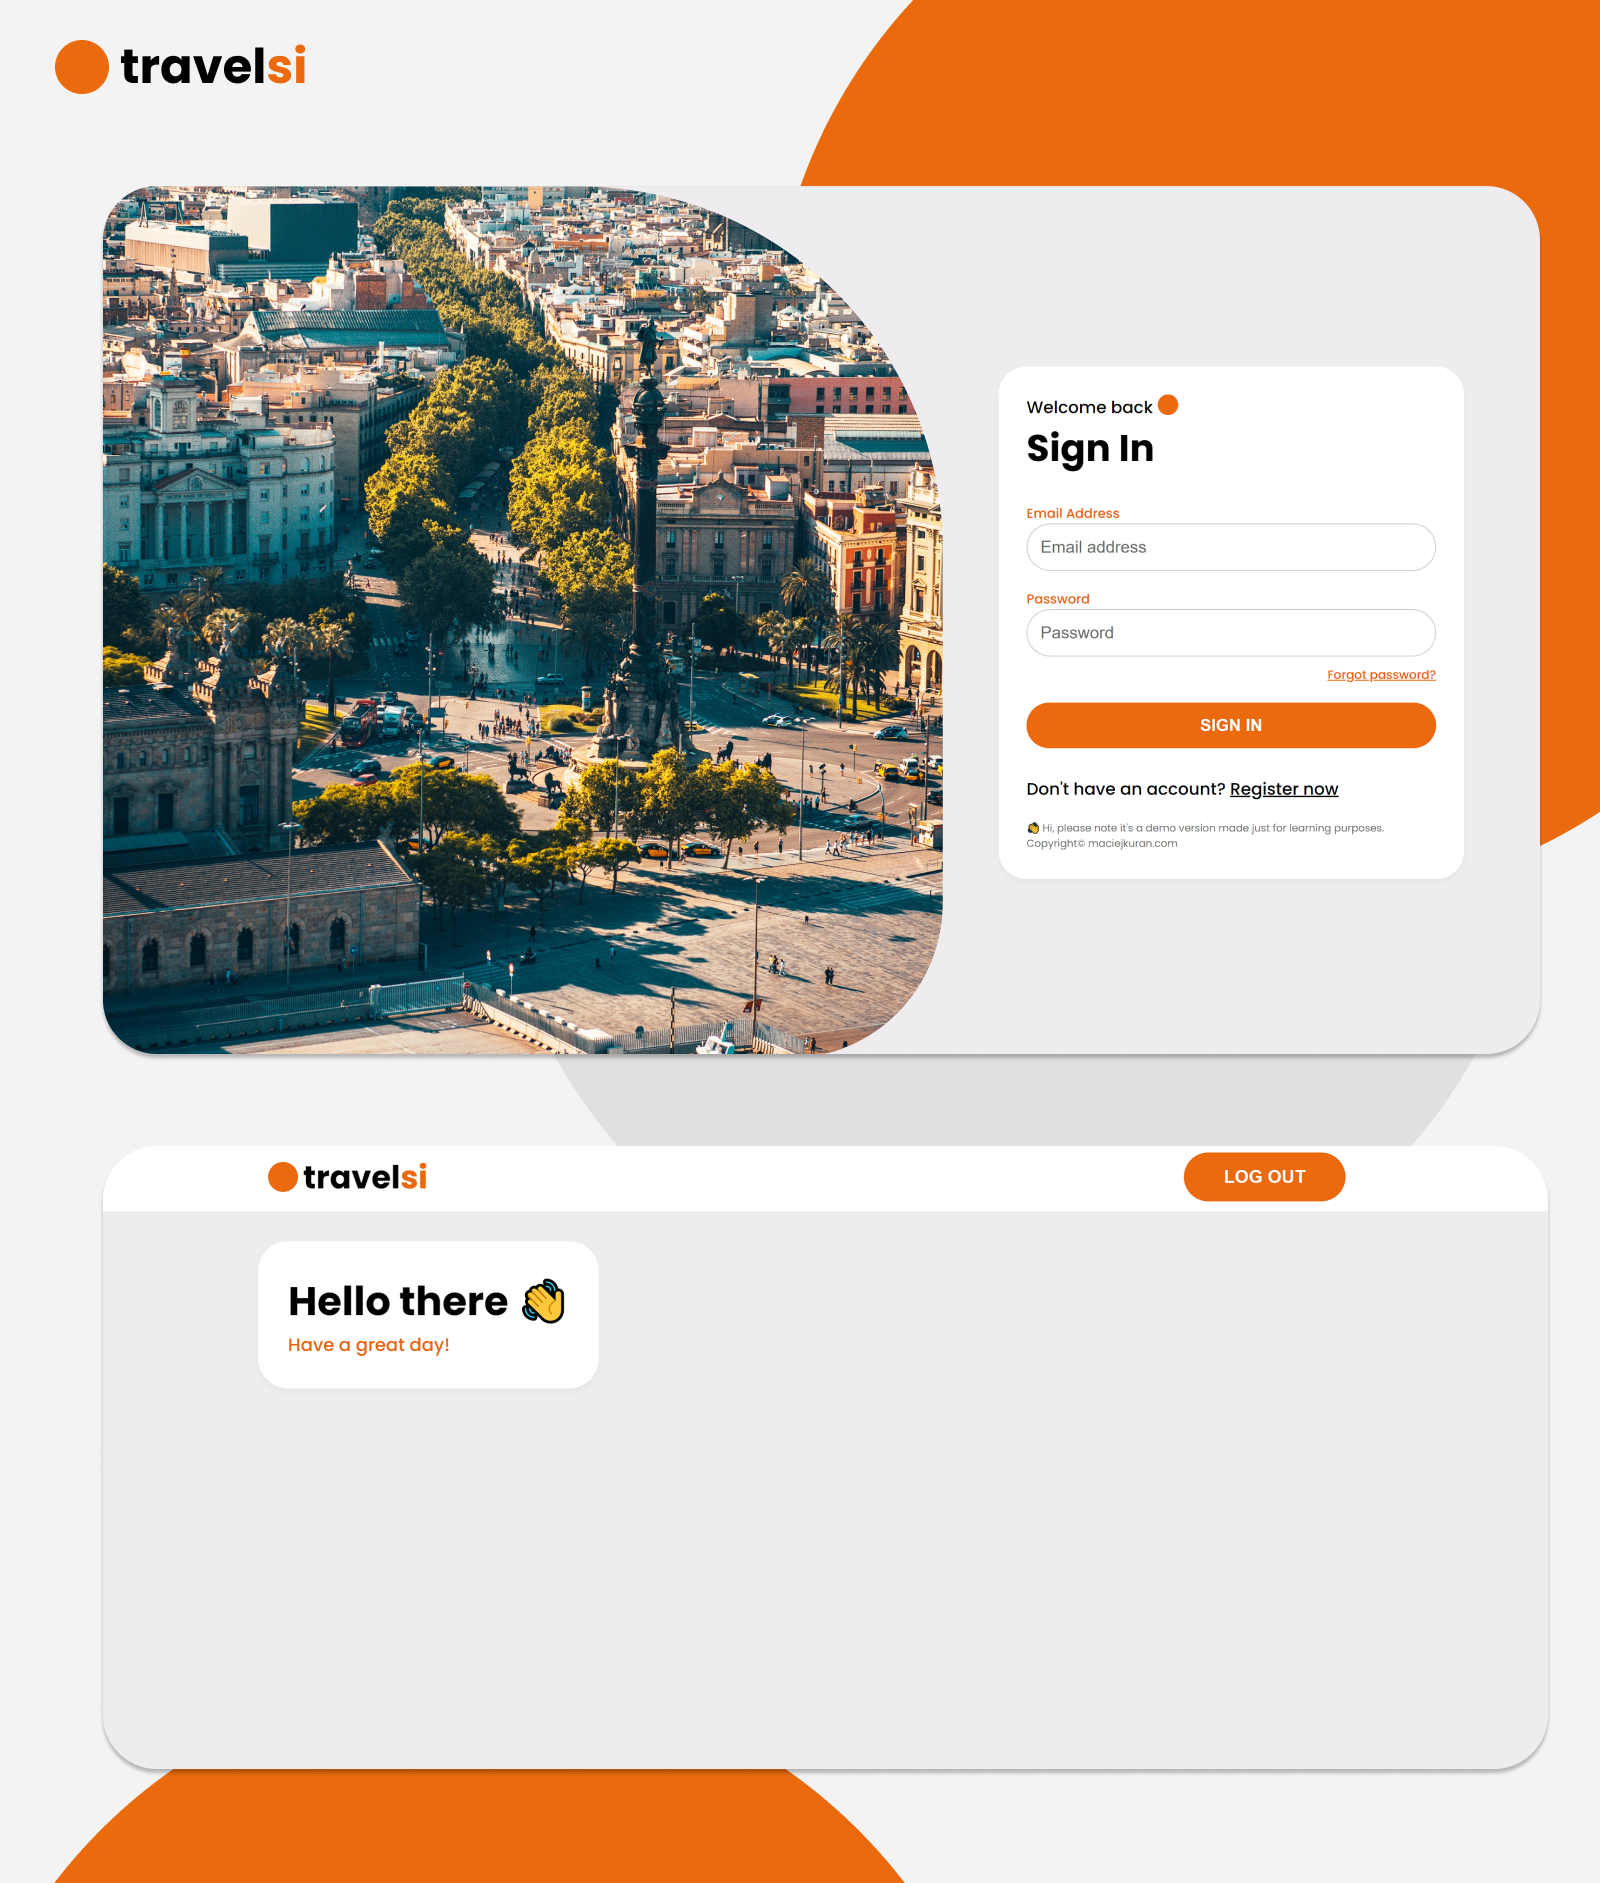 travelsi
Welcome back
Sign In
Email Address
Email address
Password
Password
Forgot password?
SIGN IN
Don't have an account? Register now
👋 Hi, please note it's a demo version made just for learning purposes.
Copyright© maciejkuran.com
travelsi
LOG OUT
Hello there 👋
Have a great day!